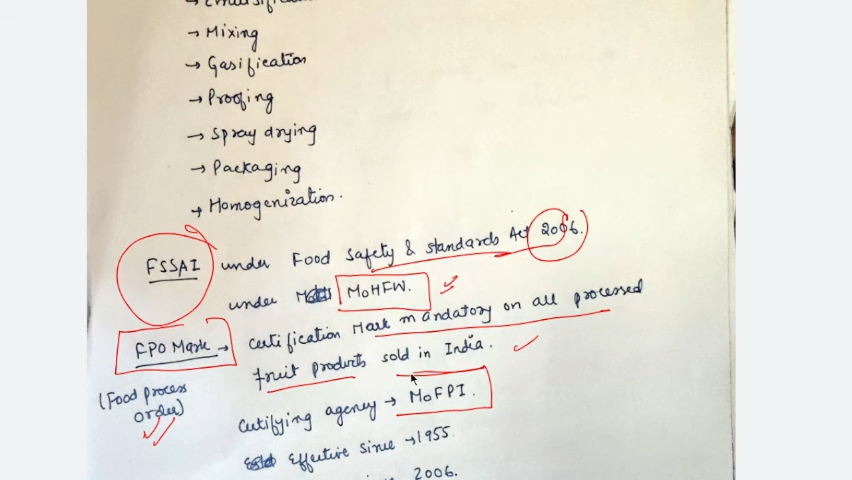 → Emulsification
→ Mixing
→ Gasification
→ Proofing
→ Spray drying
→ Packaging
→ Homogenization.
FSSAI under Food Safety & standards Act 2006.
under MoHFW.
FPO Mark → Certification Mark mandatory on all processed
fruit products sold in India.
(Food process
order)
Certifying agency → MoFPI.
Effective Since → 1955
2006.